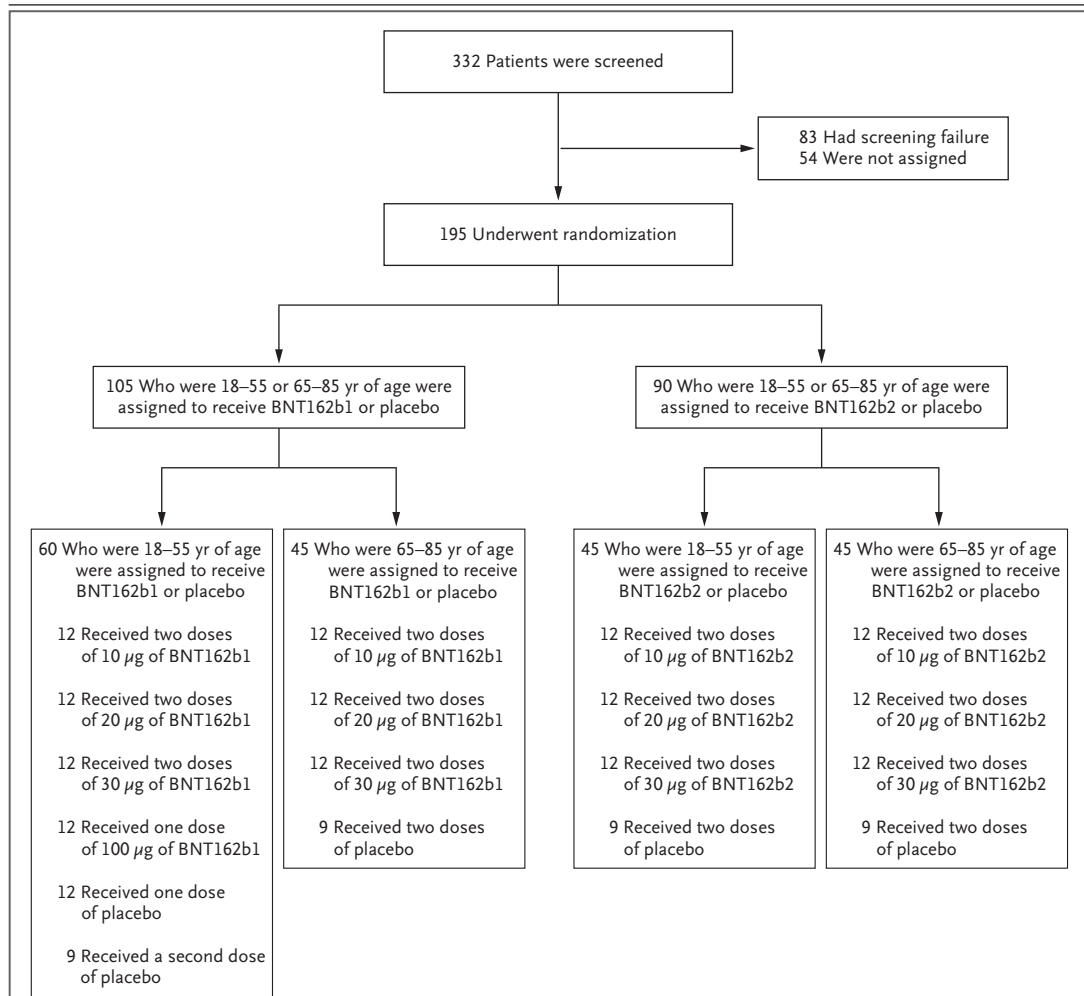 332 Patients were screened
83 Had screening failure
54 Were not assigned
195 Underwent randomization
105 Who were 18–55 or 65–85 yr of age were
assigned to receive BNT162b1 or placebo
90 Who were 18–55 or 65–85 yr of age were
assigned to receive BNT162b2 or placebo
60 Who were 18–55 yr of age
were assigned to receive
BNT162b1 or placebo
12 Received two doses
of 10 µg of BNT162b1
12 Received two doses
of 20 µg of BNT162b1
12 Received two doses
of 30 µg of BNT162b1
12 Received one dose
of 100 µg of BNT162b1
12 Received one dose
of placebo
9 Received a second dose
of placebo
45 Who were 65–85 yr of age
were assigned to receive
BNT162b1 or placebo
12 Received two doses
of 10 µg of BNT162b1
12 Received two doses
of 20 µg of BNT162b1
12 Received two doses
of 30 µg of BNT162b1
9 Received two doses
of placebo
45 Who were 18–55 yr of age
were assigned to receive
BNT162b2 or placebo
12 Received two doses
of 10 µg of BNT162b2
12 Received two doses
of 20 µg of BNT162b2
12 Received two doses
of 30 µg of BNT162b2
9 Received two doses
of placebo
45 Who were 65–85 yr of age
were assigned to receive
BNT162b2 or placebo
12 Received two doses
of 10 µg of BNT162b2
12 Received two doses
of 20 µg of BNT162b2
12 Received two doses
of 30 µg of BNT162b2
9 Received two doses
of placebo